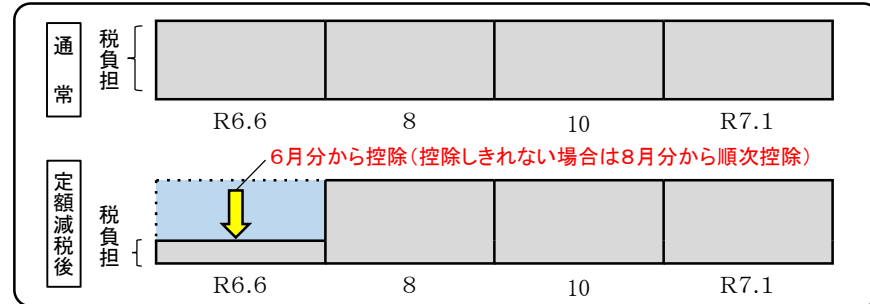 通常
税負担
R6.6
8
10
R7.1
6月分から控除(控除しきれない場合は8月分から順次控除)
定額減税後
税負担
R6.6
8
10
R7.1